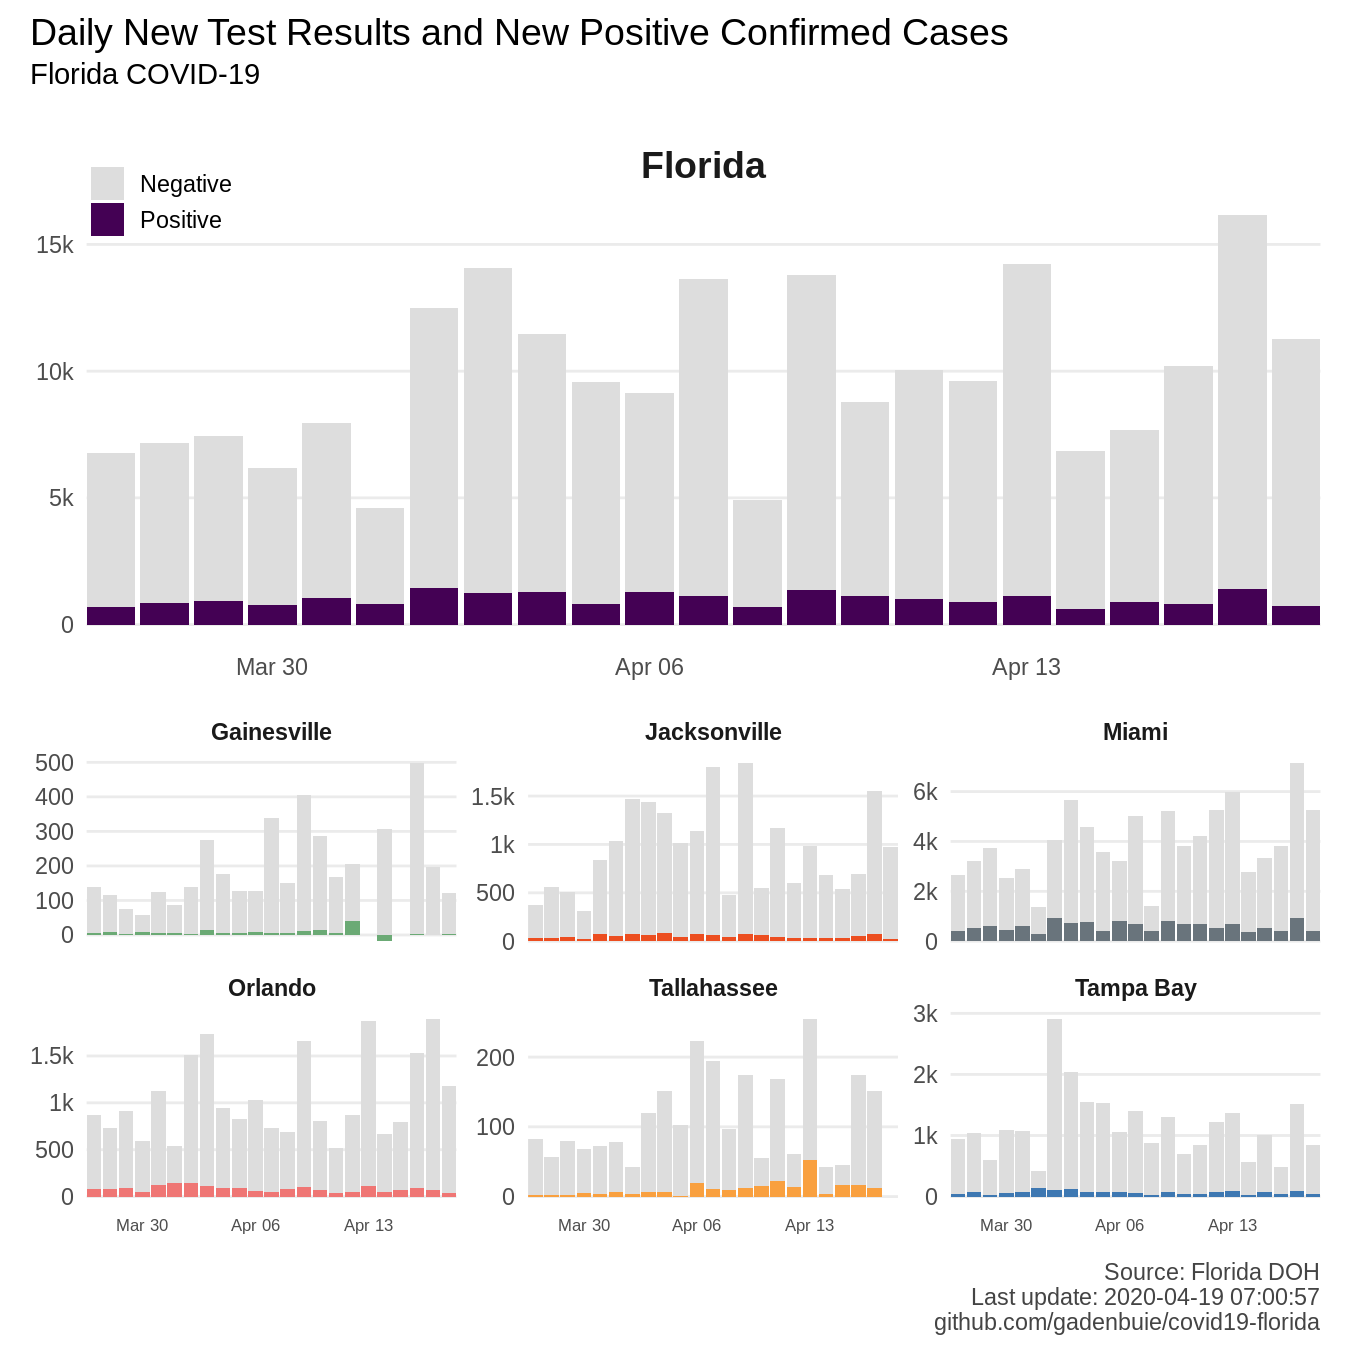 Daily New Test Results and New Positive Confirmed Cases
Florida COVID-19
Florida
Negative
Positive
15k
10k
5k
0
Mar 30 Apr 06 Apr 13
Gainesville
500
400
300
200
100
0
Jacksonville
1.5k
1k
500
0
Miami
6k
4k
2k
0
Orlando
1.5k
1k
500
0
Mar 30 Apr 06 Apr 13
Tallahassee
200
100
0
Mar 30 Apr 06 Apr 13
Tampa Bay
3k
2k
1k
0
Mar 30 Apr 06 Apr 13
Source: Florida DOH
Last update: 2020-04-19 07:00:57
github.com/gadenbuie/covid19-florida